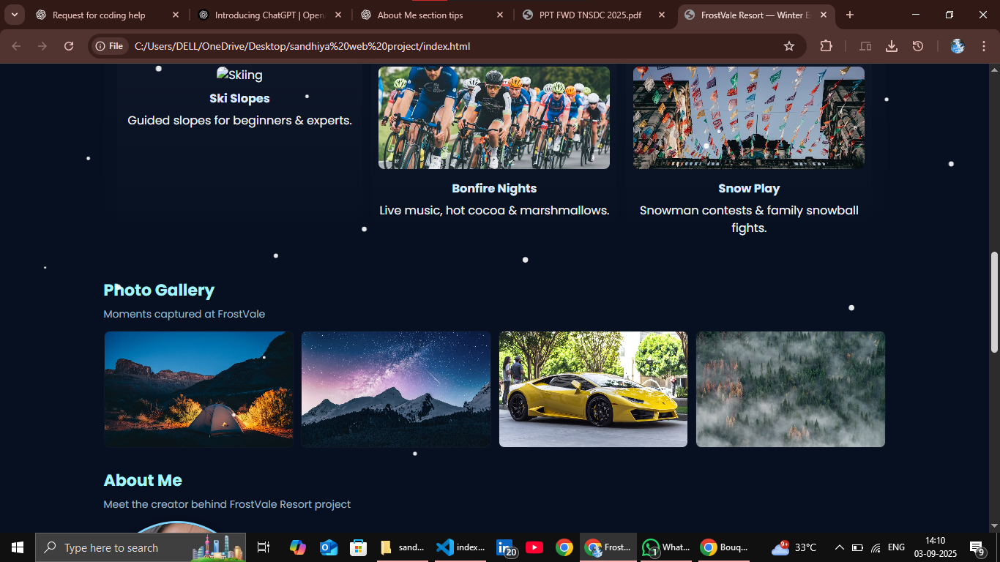 Request for coding help
Introducing ChatGPT | Open
About Me section tips
PPT FWD TNSDC 2025.pdf
FrostVale Resort — Winter E
File
C:/Users/DELL/OneDrive/Desktop/sandhiya%20web%20project/index.html
Skiing
Ski Slopes
Guided slopes for beginners & experts.
Bonfire Nights
Live music, hot cocoa & marshmallows.
Snow Play
Snowman contests & family snowball
fights.
Photo Gallery
Moments captured at FrostVale
About Me
Meet the creator behind FrostVale Resort project
Type here to search
sand...
index...
20
Frost...
1
What...
Bouq...
9+
33°C
ENG
14:10
03-09-2025
9